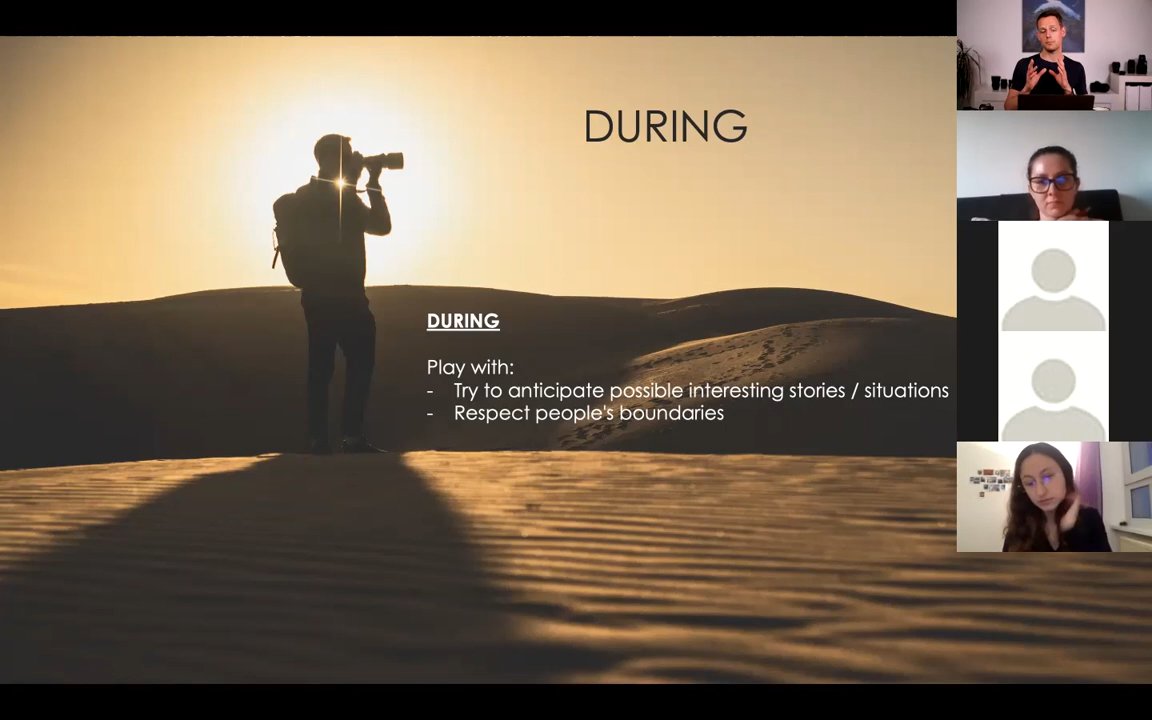 DURING
DURING
Play with:
- Try to anticipate possible interesting stories / situations
- Respect people's boundaries